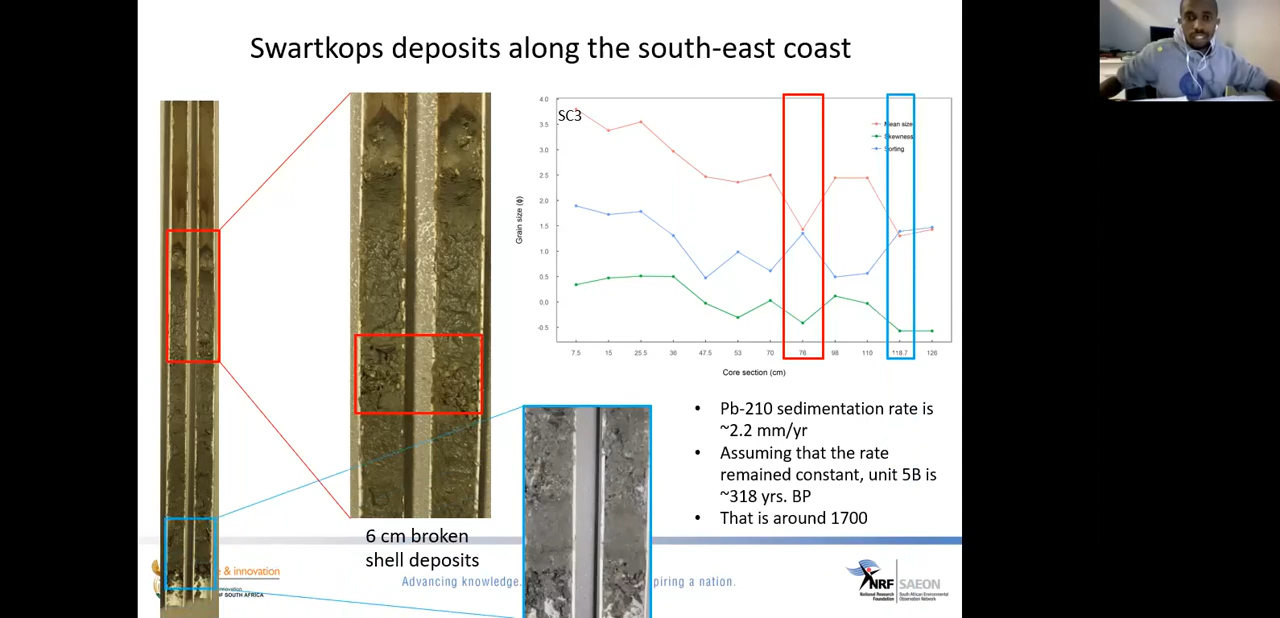 Swartkops deposits along the south-east coast
SC3
4.0
3.5
3.0
2.5
2.0
1.5
1.0
0.5
0.0
-0.5
Grain size (ϕ)
Mean size
Skewness
Sorting
7.5 15 25.5 36 47.5 53 70 76 98 110 118.7 126
Core section (cm)
• Pb-210 sedimentation rate is
~2.2 mm/yr
• Assuming that the rate
remained constant, unit 5B is
~318 yrs. BP
• That is around 1700
6 cm broken
shell deposits
& innovation
innovation
OF SOUTH AFRICA
Advancing knowledge.
piring a nation.
NRF
National Research
Foundation
SAEON
South African Environmental
Observation Network